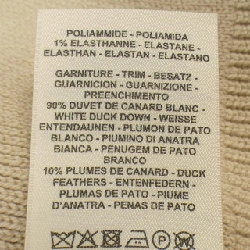 POLIAMMIDE - POLIAMIDA
1% ELASTHANNE - ELASTANE -
ELASTHAN - ELASTAN - ELASTANO
GARNITURE - TRIM - BESATZ -
GUARNICION - GUARNIZIONE -
PREENCHIMENTO
90% DUVET DE CANARD BLANC -
WHITE DUCK DOWN - WEISSE
ENTENDAUNEN - PLUMON DE PATO
BLANCO - PIUMINO DI ANATRA
BIANCA - PENUGEM DE PATO
BRANCO
10% PLUMES DE CANARD - DUCK
FEATHERS - ENTENFEDERN -
PLUMAS DE PATO - PIUME
D'ANATRA - PENAS DE PATO